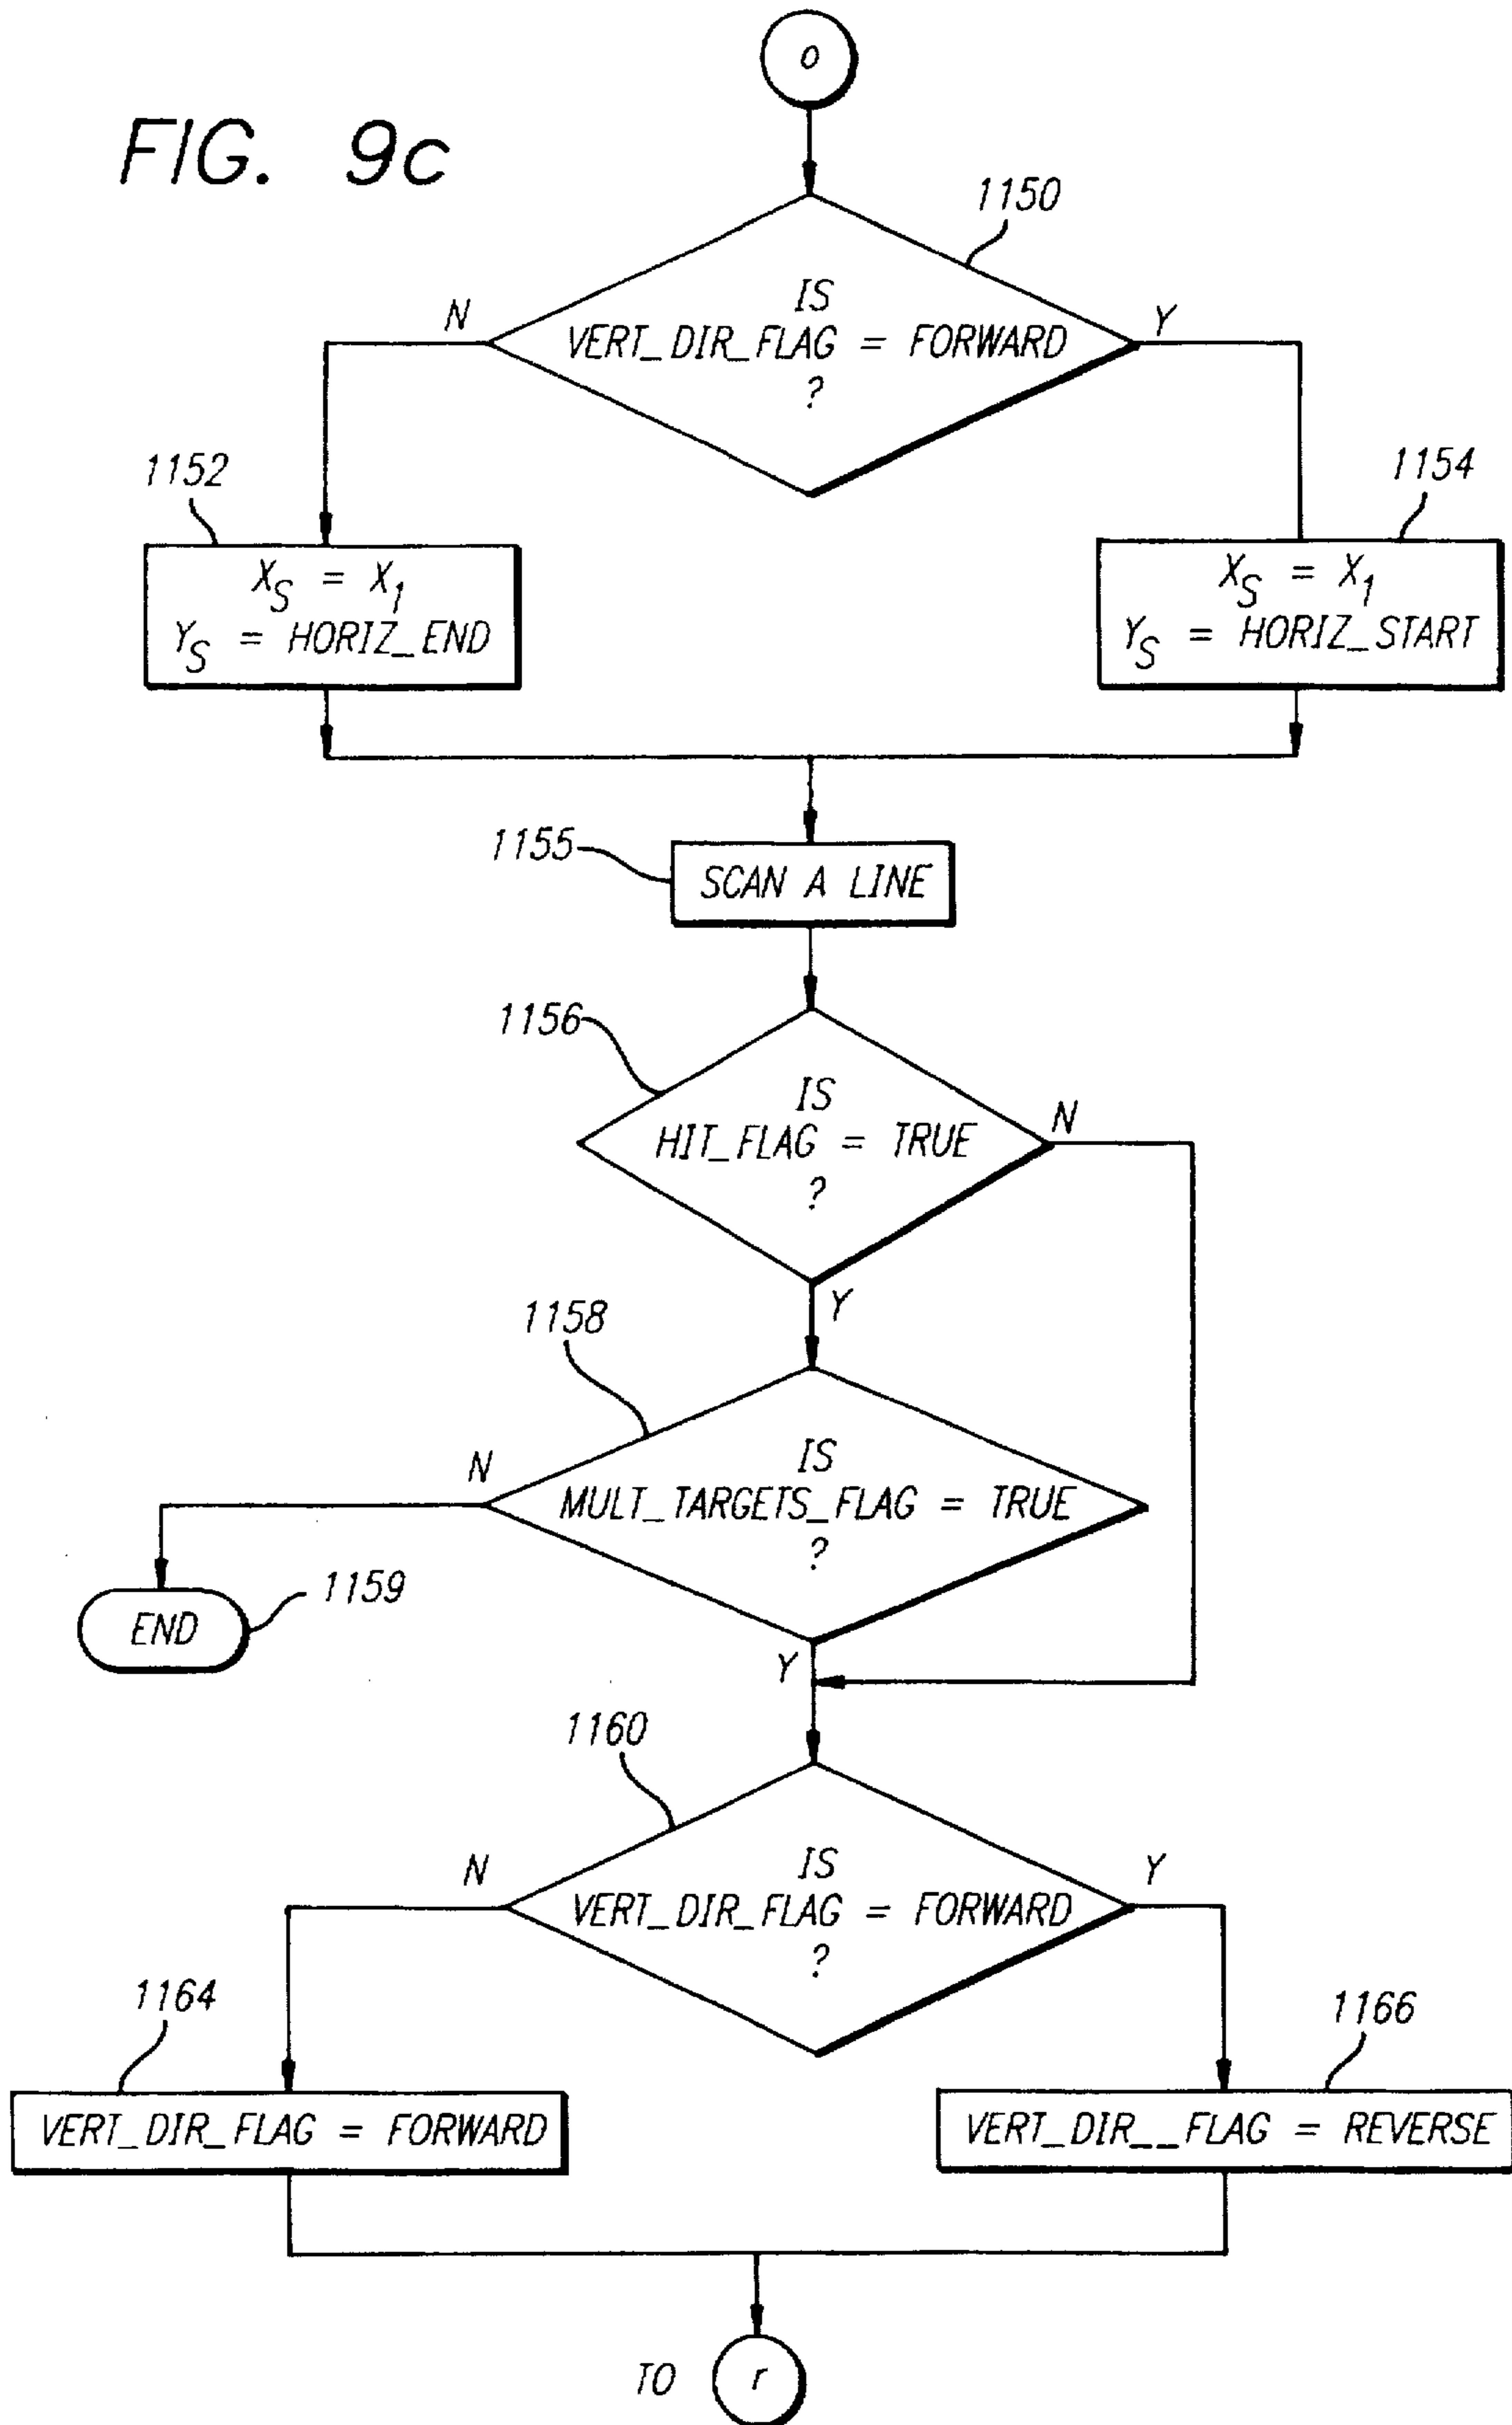 o
FIG. 9c
1150
IS
N
Y
VERT_DIR_FLAG = FORWARD
?
1152
1154
XS = X1
YS = HORIZ_END
XS = X1
YS = HORIZ_START
1155
SCAN A LINE
1156
IS
N
HIT_FLAG = TRUE
?
Y
1158
IS
N
MULT_TARGETS_FLAG = TRUE
?
1159
END
Y
1160
IS
N
Y
VERT_DIR_FLAG = FORWARD
?
1164
1166
VERT_DIR_FLAG = FORWARD
VERT_DIR__FLAG = REVERSE
TO r